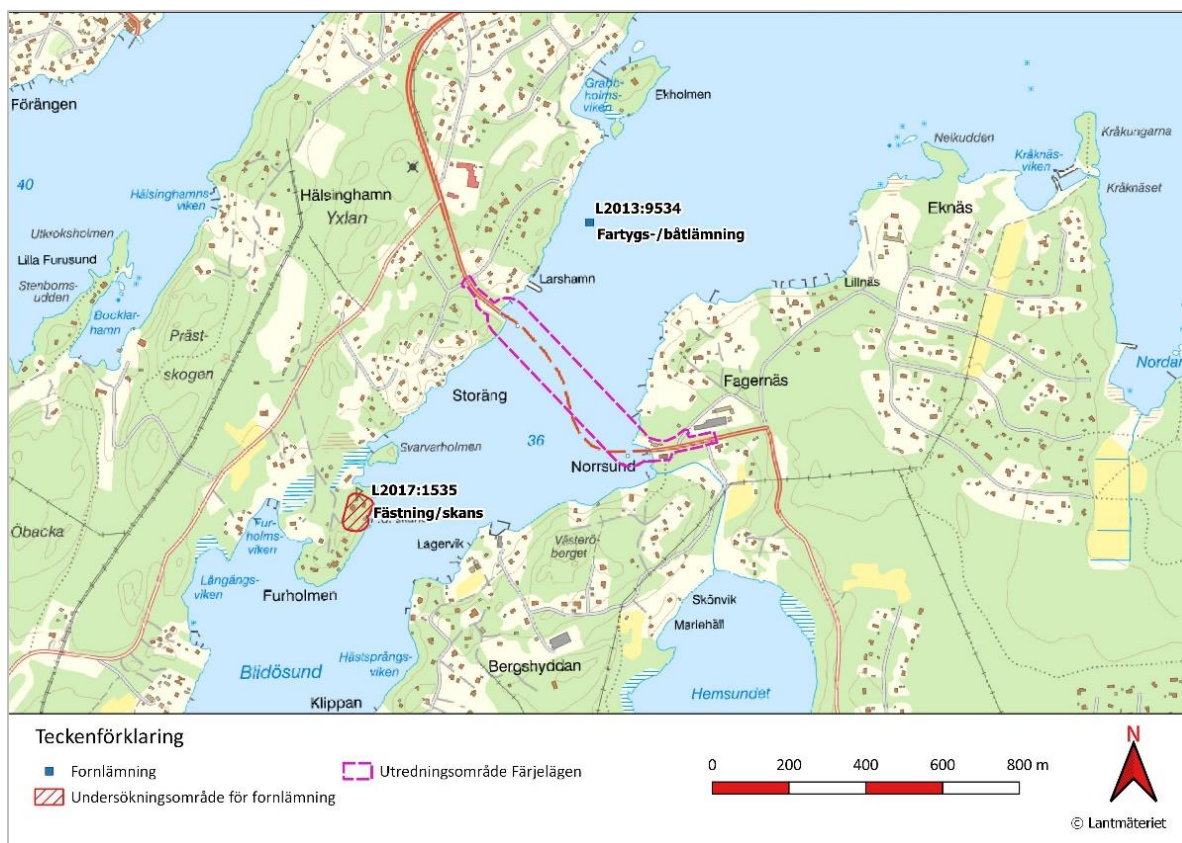 Förängen
40
Hälsinghamns-
viken
Utkroksholmen
Lilla Furusund
Stenboms-
udden
Bocklar-
hamn
Präst-
skogen
Öbacka
Hälsinghamn
Yxlan
Grabb-
holms-
viken
Ekholmen
L2013:9534
Fartygs-/båtlämning
Larshamn
Storäng
36
Svarvarholmen
L2017:1535
Fästning/skans
Fur-
holms-
viken
Långängs-
viken
Furholmen
Lagervik
Blidösund
Hästsprångs-
viken
Klippan
Norrsund
Västerö-
berget
Bergshyddan
Skönvik
Mariehäll
Hemsundet
Fagernäs
Lillnäs
Eknäs
Nelkudden
Kråknäs-
viken
Kråkungarna
Kråknäset
Nordan
Teckenförklaring
Fornlämning
Undersökningsområde för fornlämning
Utredningsområde Färjelägen
0 200 400 600 800 m
N
© Lantmäteriet